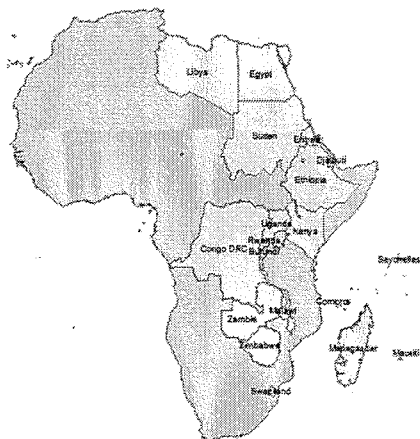 Libya
Egypt
Sudan
Eritrea
Djibouti
Ethiopia
Uganda
Kenya
Congo DRC
Rwanda
Burundi
Seychelles
Comoros
Malawi
Zambia
Zimbabwe
Madagascar
Swaziland